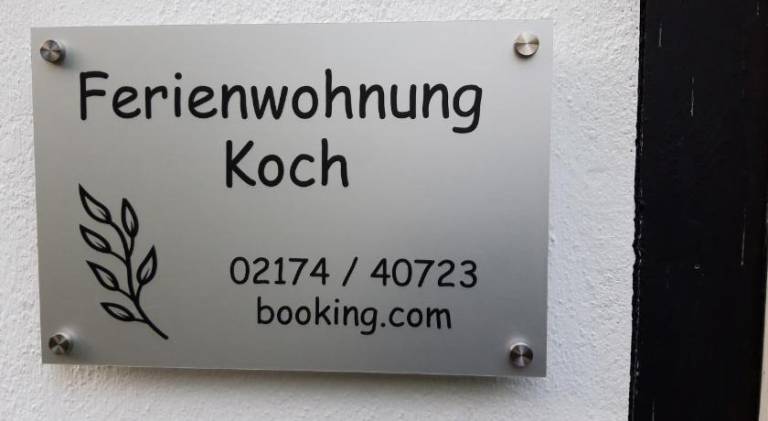 Ferienwohnung
Koch
02174 / 40723
booking.com